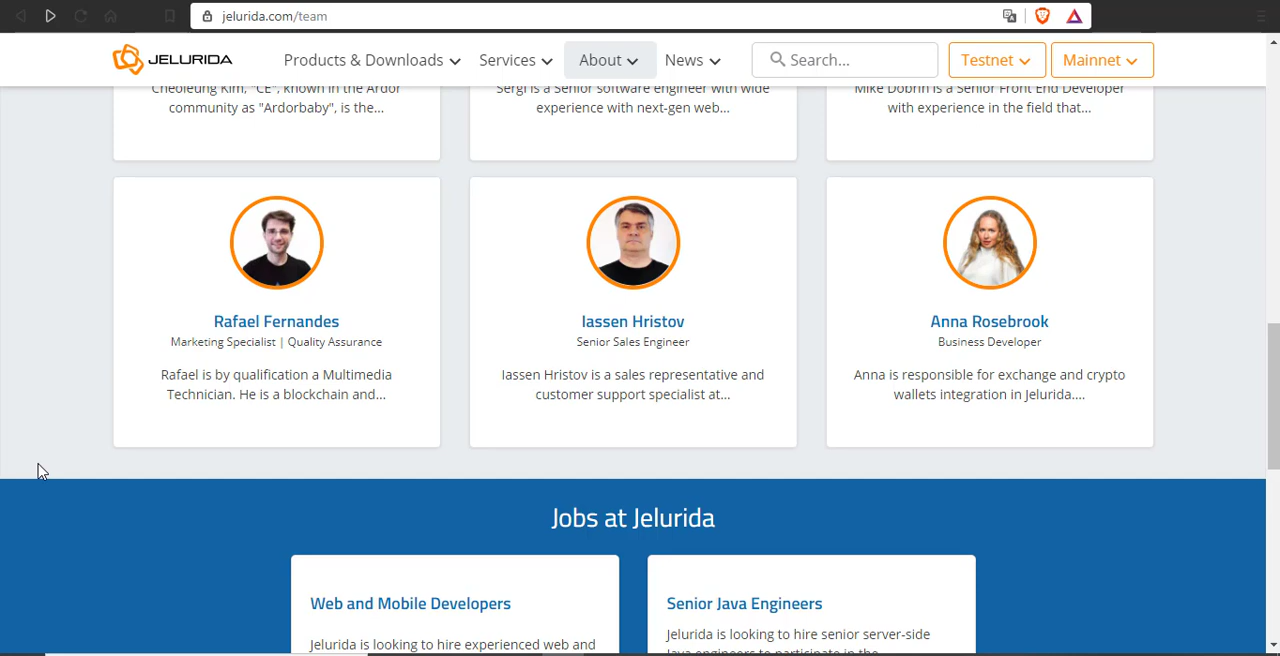 jelurida.com/team
JELURIDA
Products & Downloads
Services
About
News
Search...
Testnet
Mainnet
Cheoleung Kim, "CE", known in the Ardor
community as "Ardorbaby", is the...
Sergi is a Senior software engineer with wide
experience with next-gen web...
Mike Dobrin is a Senior Front End Developer
with experience in the field that...
Rafael Fernandes
Marketing Specialist | Quality Assurance
Rafael is by qualification a Multimedia
Technician. He is a blockchain and...
Iassen Hristov
Senior Sales Engineer
Iassen Hristov is a sales representative and
customer support specialist at...
Anna Rosebrook
Business Developer
Anna is responsible for exchange and crypto
wallets integration in Jelurida....
Jobs at Jelurida
Web and Mobile Developers
Jelurida is looking to hire experienced web and
Senior Java Engineers
Jelurida is looking to hire senior server-side
Java engineers to participate in the